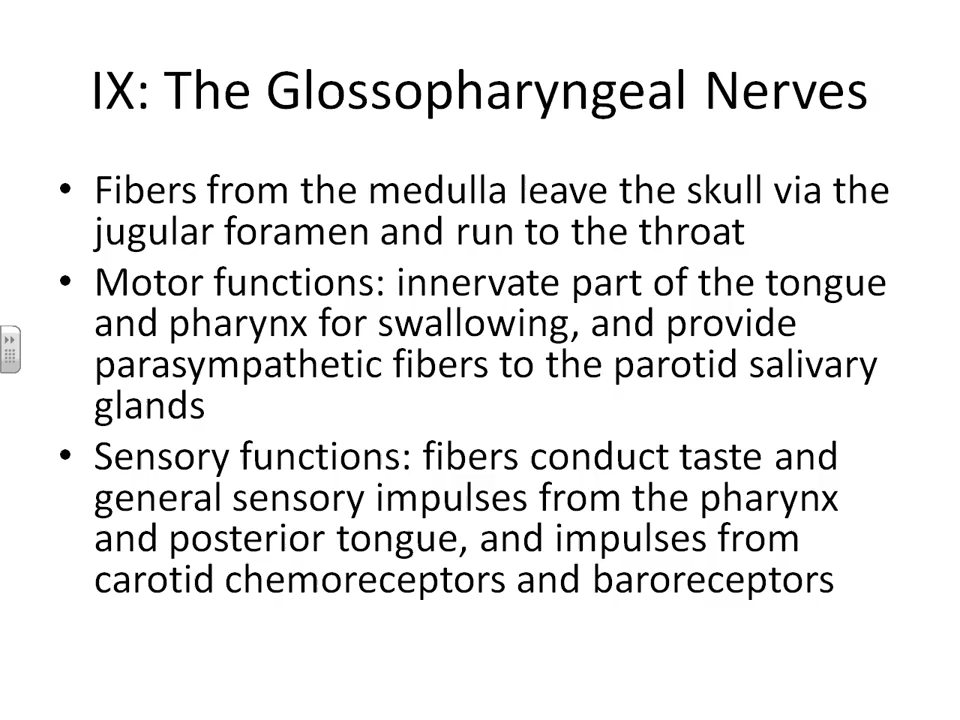 IX: The Glossopharyngeal Nerves
• Fibers from the medulla leave the skull via the
jugular foramen and run to the throat
• Motor functions: innervate part of the tongue
and pharynx for swallowing, and provide
parasympathetic fibers to the parotid salivary
glands
• Sensory functions: fibers conduct taste and
general sensory impulses from the pharynx
and posterior tongue, and impulses from
carotid chemoreceptors and baroreceptors